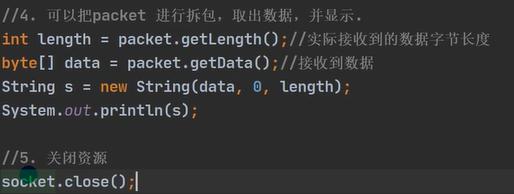 //4. 可以把packet 进行拆包，取出数据，并显示.
int length = packet.getLength();//实际接收到的数据字节长度
byte[] data = packet.getData();//接收到数据
String s = new String(data, 0, length);
System.out.println(s);
//5. 关闭资源
socket.close();